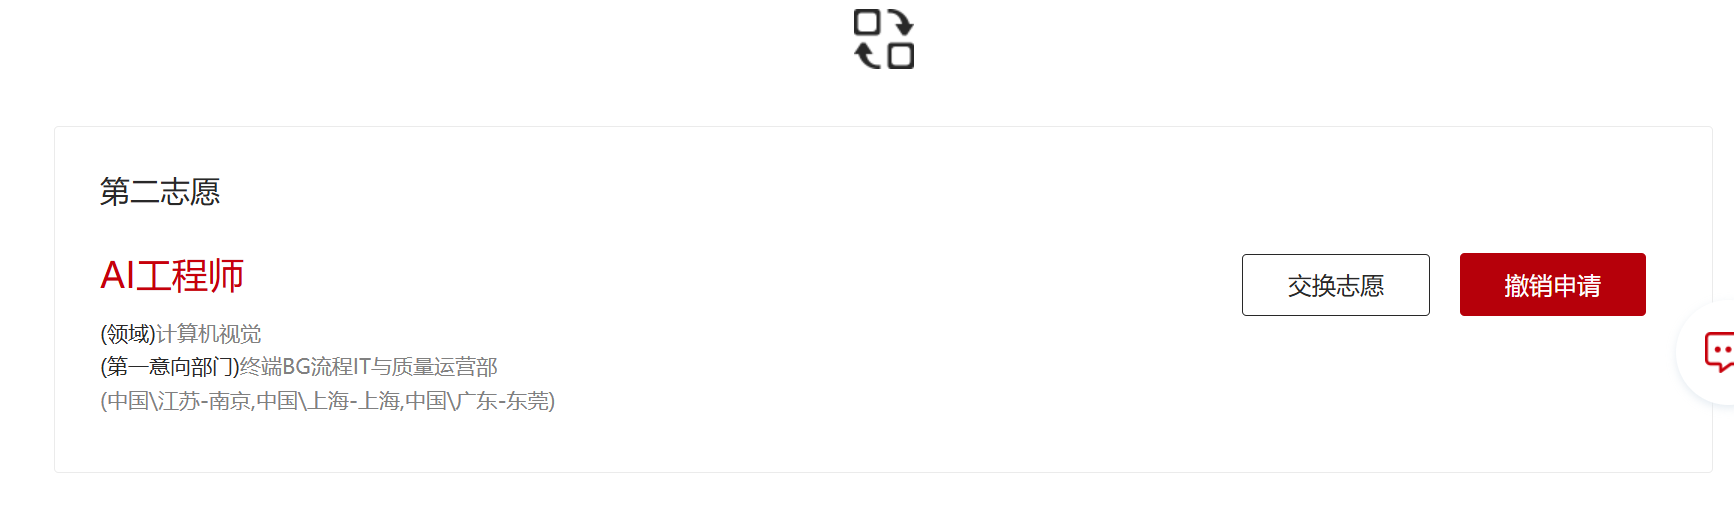 第二志愿
AI工程师
交换志愿
撤销申请
(领域)计算机视觉
(第一意向部门)终端BG流程IT与质量运营部
(中国\江苏-南京,中国\上海-上海,中国\广东-东莞)